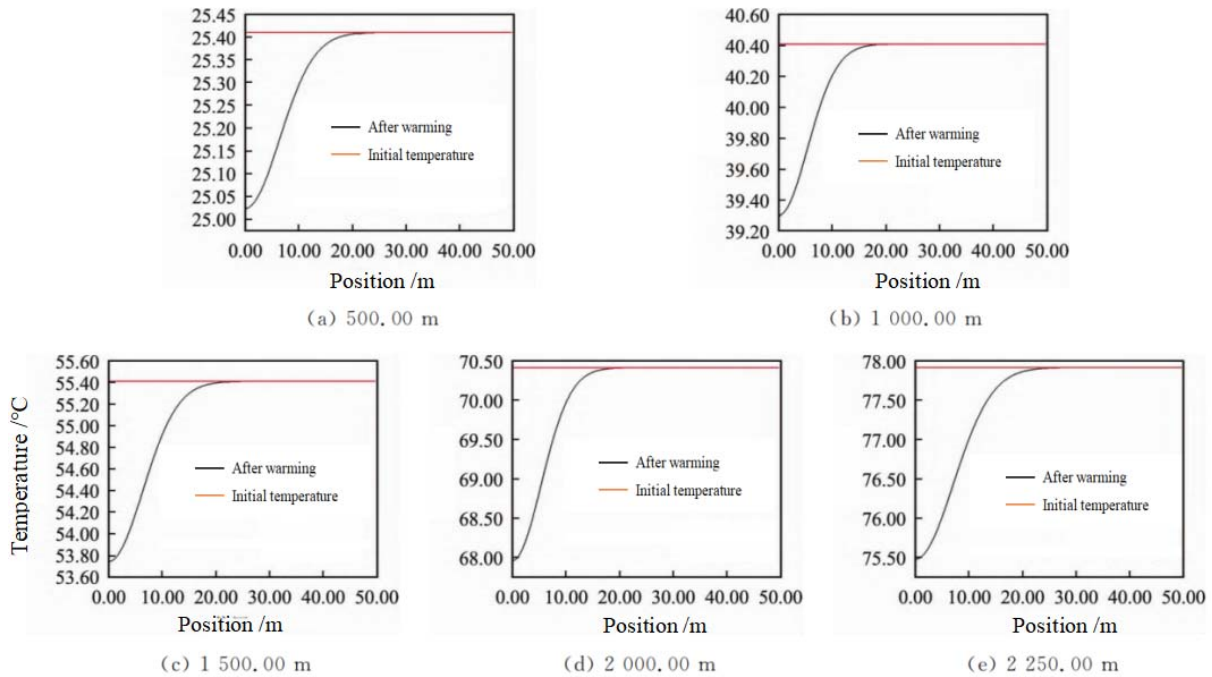 25.45
25.40
25.35
25.30
25.25
25.20
25.15
25.10
25.05
25.00
0.00 10.00 20.00 30.00 40.00 50.00
After warming
Initial temperature
Position /m
(a) 500.00 m
40.60
40.40
40.20
40.00
39.80
39.60
39.40
39.20
0.00 10.00 20.00 30.00 40.00 50.00
After warming
Initial temperature
Position /m
(b) 1 000.00 m
Temperature /°C
55.60
55.40
55.20
55.00
54.80
54.60
54.40
54.20
54.00
53.80
53.60
0.00 10.00 20.00 30.00 40.00 50.00
After warming
Initial temperature
Position /m
(c) 1 500.00 m
70.50
70.00
69.50
69.00
68.50
68.00
0.00 10.00 20.00 30.00 40.00 50.00
After warming
Initial temperature
Position /m
(d) 2 000.00 m
78.00
77.50
77.00
76.50
76.00
75.50
0.00 10.00 20.00 30.00 40.00 50.00
After warming
Initial temperature
Position /m
(e) 2 250.00 m